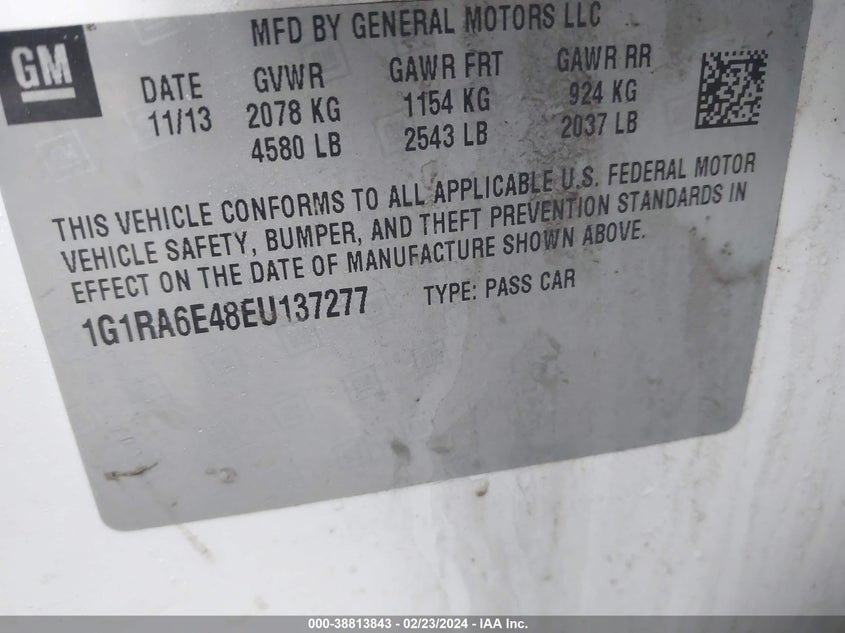 MFD BY GENERAL MOTORS LLC
GM
DATE GVWR GAWR FRT GAWR RR
11/13 2078 KG 1154 KG 924 KG
4580 LB 2543 LB 2037 LB
THIS VEHICLE CONFORMS TO ALL APPLICABLE U.S. FEDERAL MOTOR
VEHICLE SAFETY, BUMPER, AND THEFT PREVENTION STANDARDS IN
EFFECT ON THE DATE OF MANUFACTURE SHOWN ABOVE.
1G1RA6E48EU137277 TYPE: PASS CAR
000-38813843 - 02/23/2024 - IAA Inc.